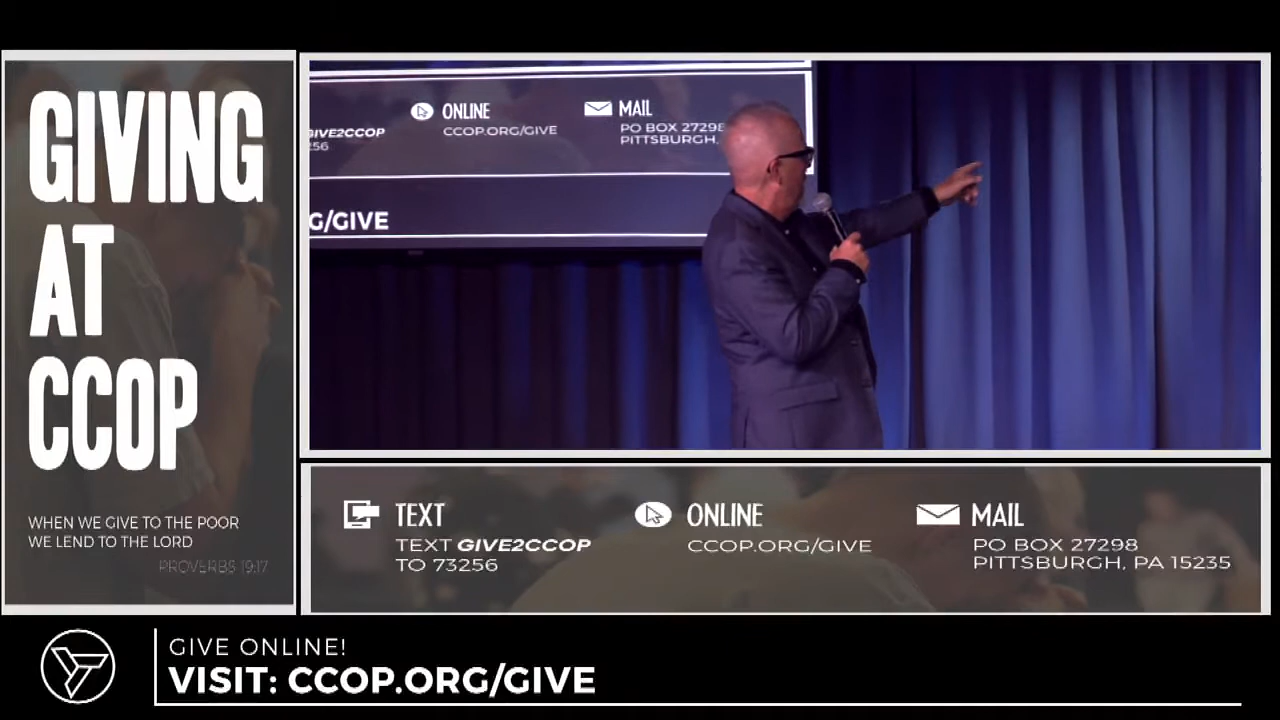 GIVING
AT
CCOP
WHEN WE GIVE TO THE POOR
WE LEND TO THE LORD
PROVERBS 19:17
ONLINE
CCOP.ORG/GIVE
MAIL
PO BOX 27298
PITTSBURGH,
GIVE2CCOP
256
G/GIVE
TEXT
TEXT GIVE2CCOP
TO 73256
ONLINE
CCOP.ORG/GIVE
MAIL
PO BOX 27298
PITTSBURGH, PA 15235
GIVE ONLINE!
VISIT: CCOP.ORG/GIVE